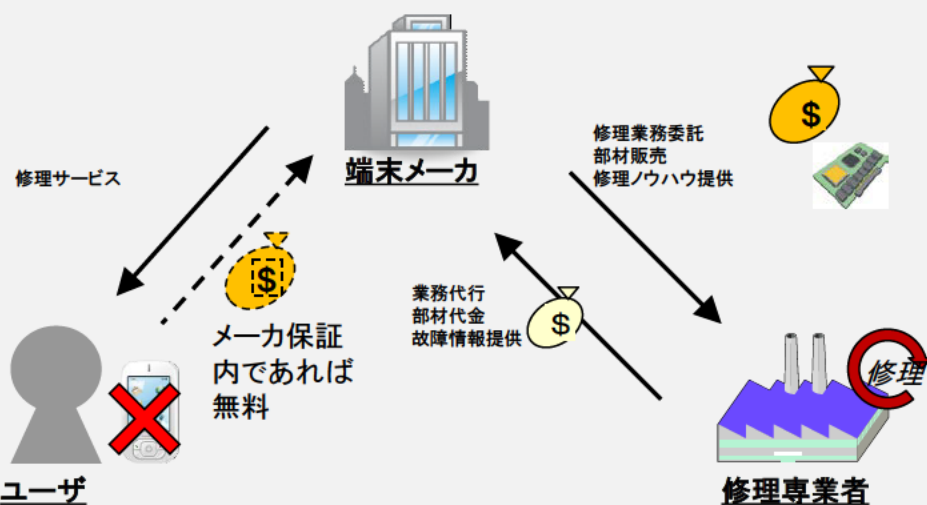 端末メーカ
修理サービス
修理業務委託
部材販売
修理ノウハウ提供
$
$
メーカ保証
内であれば
無料
業務代行
部材代金
故障情報提供
$
修理
ユーザ
修理専業者